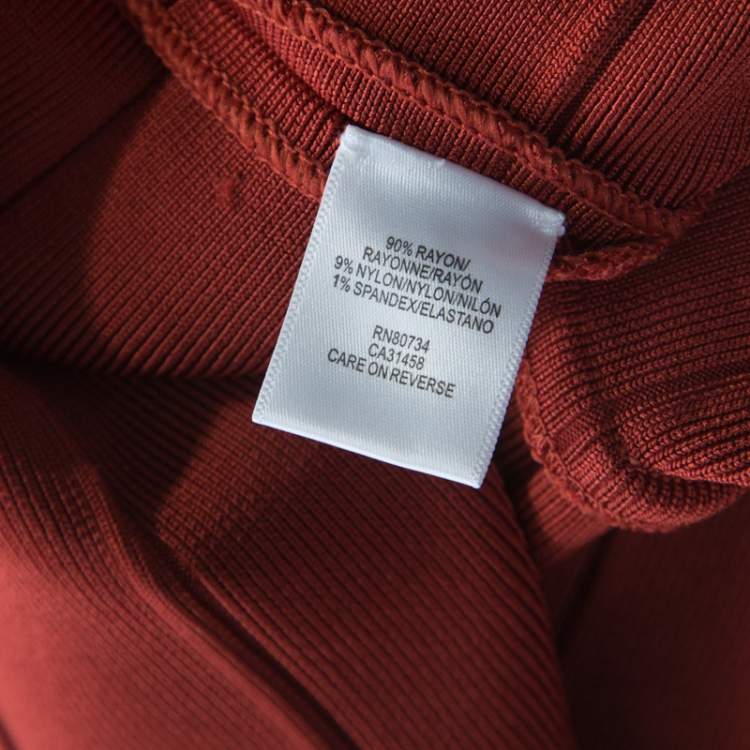 90% RAYON/
RAYONNE/RAYÓN
9% NYLON/NYLON/NILÓN
1% SPANDEX/ELASTANO
RN80734
CA31458
CARE ON REVERSE